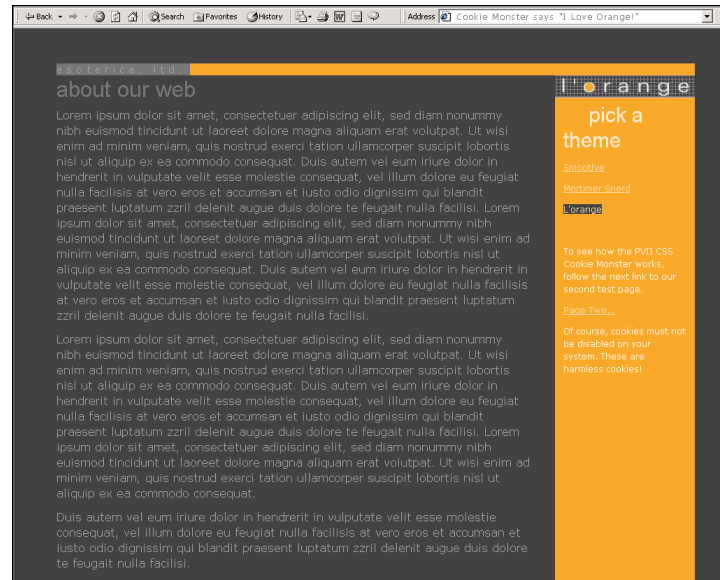 Back
Search Favorites History
Address Cookie Monster says "I Love Orange!"
esoterica, ltd.
about our web
Lorem ipsum dolor sit amet, consectetuer adipiscing elit, sed diam nonummy
nibh euismod tincidunt ut laoreet dolore magna aliquam erat volutpat. Ut wisi
enim ad minim veniam, quis nostrud exerci tation ullamcorper suscipit lobortis
nisl ut aliquip ex ea commodo consequat. Duis autem vel eum iriure dolor in
hendrerit in vulputate velit esse molestie consequat, vel illum dolore eu feugiat
nulla facilisis at vero eros et accumsan et iusto odio dignissim qui blandit
praesent luptatum zzril delenit augue duis dolore te feugait nulla facilisi. Lorem
ipsum dolor sit amet, consectetuer adipiscing elit, sed diam nonummy nibh
euismod tincidunt ut laoreet dolore magna aliquam erat volutpat. Ut wisi enim ad
minim veniam, quis nostrud exerci tation ullamcorper suscipit lobortis nisl ut
aliquip ex ea commodo consequat. Duis autem vel eum iriure dolor in hendrerit in
vulputate velit esse molestie consequat, vel illum dolore eu feugiat nulla facilisis
at vero eros et accumsan et iusto odio dignissim qui blandit praesent luptatum
zzril delenit augue duis dolore te feugait nulla facilisi.
Lorem ipsum dolor sit amet, consectetuer adipiscing elit, sed diam nonummy
nibh euismod tincidunt ut laoreet dolore magna aliquam erat volutpat. Ut wisi
enim ad minim veniam, quis nostrud exerci tation ullamcorper suscipit lobortis
nisl ut aliquip ex ea commodo consequat. Duis autem vel eum iriure dolor in
hendrerit in vulputate velit esse molestie consequat, vel illum dolore eu feugiat
nulla facilisis at vero eros et accumsan et iusto odio dignissim qui blandit
praesent luptatum zzril delenit augue duis dolore te feugait nulla facilisi. Lorem
ipsum dolor sit amet, consectetuer adipiscing elit, sed diam nonummy nibh
euismod tincidunt ut laoreet dolore magna aliquam erat volutpat. Ut wisi enim ad
minim veniam, quis nostrud exerci tation ullamcorper suscipit lobortis nisl ut
aliquip ex ea commodo consequat.
Duis autem vel eum iriure dolor in hendrerit in vulputate velit esse molestie
consequat, vel illum dolore eu feugiat nulla facilisis at vero eros et accumsan et
iusto odio dignissim qui blandit praesent luptatum zzril delenit augue duis dolore
te feugait nulla facilisi.
l'orange
pick a
theme
Smoothie
Mortimer Snerd
L'orange
To see how the PVII CSS
Cookie Monster works,
follow the next link to our
second test page.
Page Two...
Of course, cookies must not
be disabled on your
system. These are
harmless cookies!